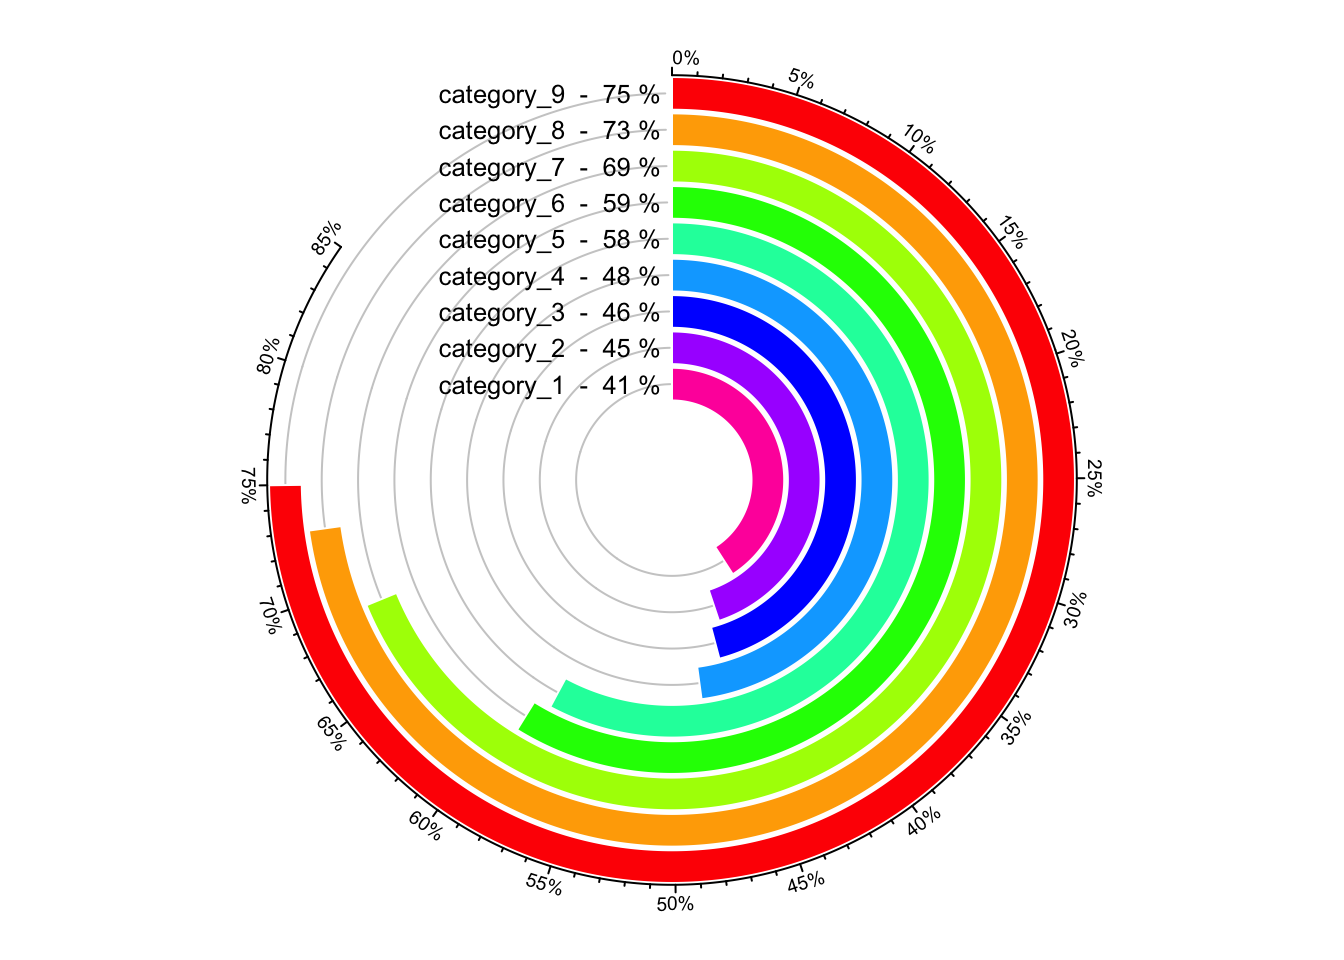 0%
5%
10%
15%
20%
25%
30%
35%
40%
45%
50%
55%
60%
65%
70%
75%
80%
85%
category_9 - 75 %
category_8 - 73 %
category_7 - 69 %
category_6 - 59 %
category_5 - 58 %
category_4 - 48 %
category_3 - 46 %
category_2 - 45 %
category_1 - 41 %